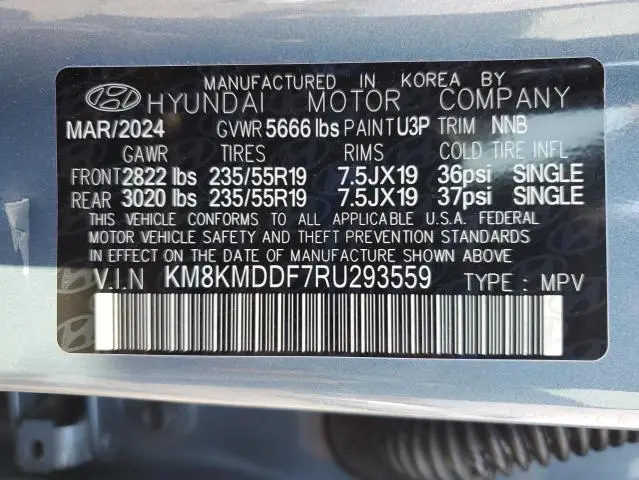 MANUFACTURED IN KOREA BY
HYUNDAI MOTOR COMPANY
MAR/2024 GVWR 5666 lbs PAINT U3P TRIM NNB
GAWR TIRES RIMS COLD TIRE INFL
FRONT 2822 lbs 235/55R19 7.5JX19 36psi SINGLE
REAR 3020 lbs 235/55R19 7.5JX19 37psi SINGLE
THIS VEHICLE CONFORMS TO ALL APPLICABLE U.S.A. FEDERAL
MOTOR VEHICLE SAFETY AND THEFT PREVENTION STANDARDS
IN EFFECT ON THE DATE OF MANUFACTURE SHOWN ABOVE
V.I.N KM8KMDDF7RU293559 TYPE : MPV